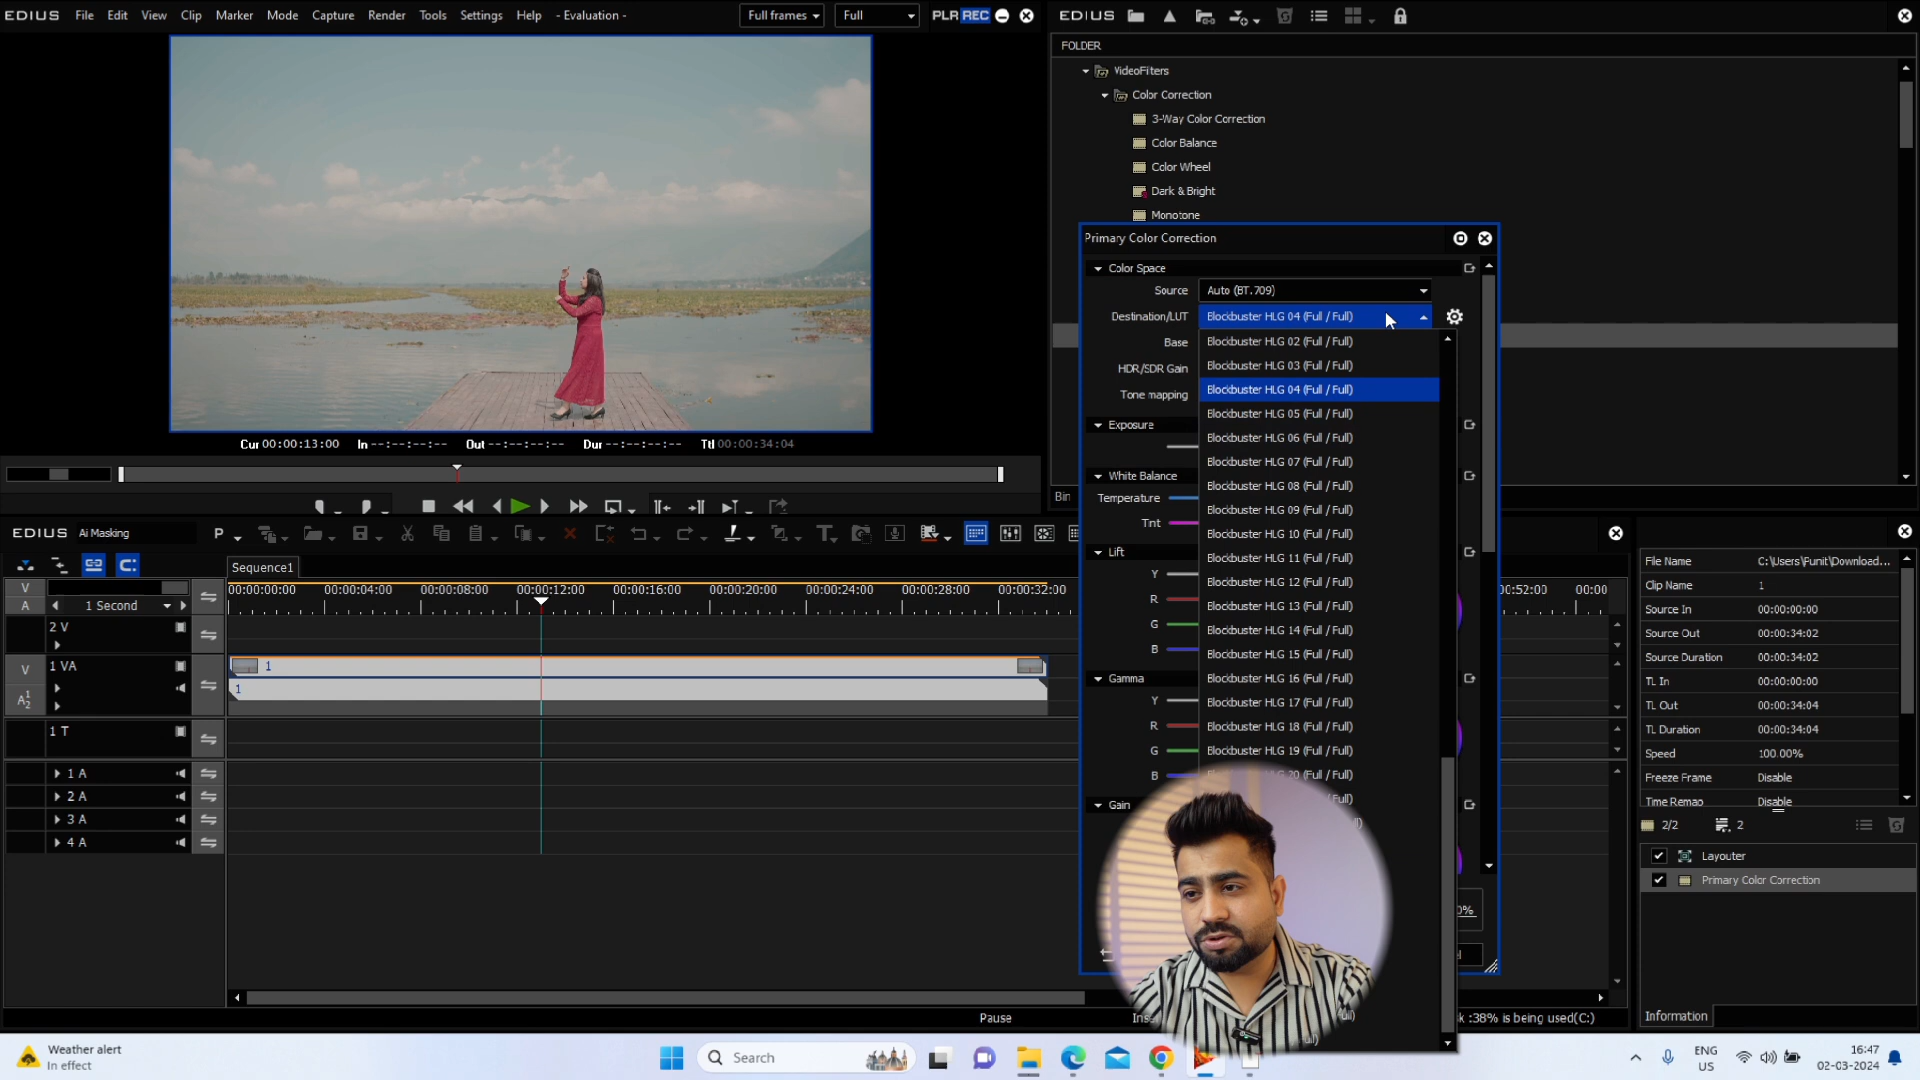 EDIUS File Edit View Clip Marker Mode Capture Render Tools Settings Help - Evaluation -
Full frames Full PLR REC
EDIUS
FOLDER
VideoFilters
Color Correction
3-Way Color Correction
Color Balance
Color Wheel
Dark & Bright
Monotone
Primary Color Correction
Color Space
Source Auto (BT.709)
Destination/LUT Blockbuster HLG 04 (Full / Full)
Base
HDR/SDR Gain
Tone mapping
Exposure
White Balance
Temperature
Tint
Lift
Y
R
G
B
Gamma
Y
R
G
B
Gain
Blockbuster HLG 02 (Full / Full)
Blockbuster HLG 03 (Full / Full)
Blockbuster HLG 04 (Full / Full)
Blockbuster HLG 05 (Full / Full)
Blockbuster HLG 06 (Full / Full)
Blockbuster HLG 07 (Full / Full)
Blockbuster HLG 08 (Full / Full)
Blockbuster HLG 09 (Full / Full)
Blockbuster HLG 10 (Full / Full)
Blockbuster HLG 11 (Full / Full)
Blockbuster HLG 12 (Full / Full)
Blockbuster HLG 13 (Full / Full)
Blockbuster HLG 14 (Full / Full)
Blockbuster HLG 15 (Full / Full)
Blockbuster HLG 16 (Full / Full)
Blockbuster HLG 17 (Full / Full)
Blockbuster HLG 18 (Full / Full)
Blockbuster HLG 19 (Full / Full)
20 (Full / Full)
Cur 00:00:13:00 In --:--:--:-- Out --:--:--:-- Dur --:--:--:-- Ttl 00:00:34:04
Bin
EDIUS Ai Masking
P
Sequence1
V
A
1 Second
00:00:00:00 00:00:04:00 00:00:08:00 00:00:12:00 00:00:16:00 00:00:20:00 00:00:24:00 00:00:28:00 00:00:32:00 0:52:00 00:00
2 V
V 1 VA 1
A12 1
1 T
1 A
2 A
3 A
4 A
Pause
k :38% is being used(C:)
File Name C:\Users\Funit\Download...
Clip Name 1
Source In 00:00:00:00
Source Out 00:00:34:02
Source Duration 00:00:34:02
TL In 00:00:00:00
TL Out 00:00:34:04
TL Duration 00:00:34:04
Speed 100.00%
Freeze Frame Disable
Time Remap Disable
2/2 2
Layouter
Primary Color Correction
Information
Weather alert
In effect
Search
ENG
US
16:47
02-03-2024